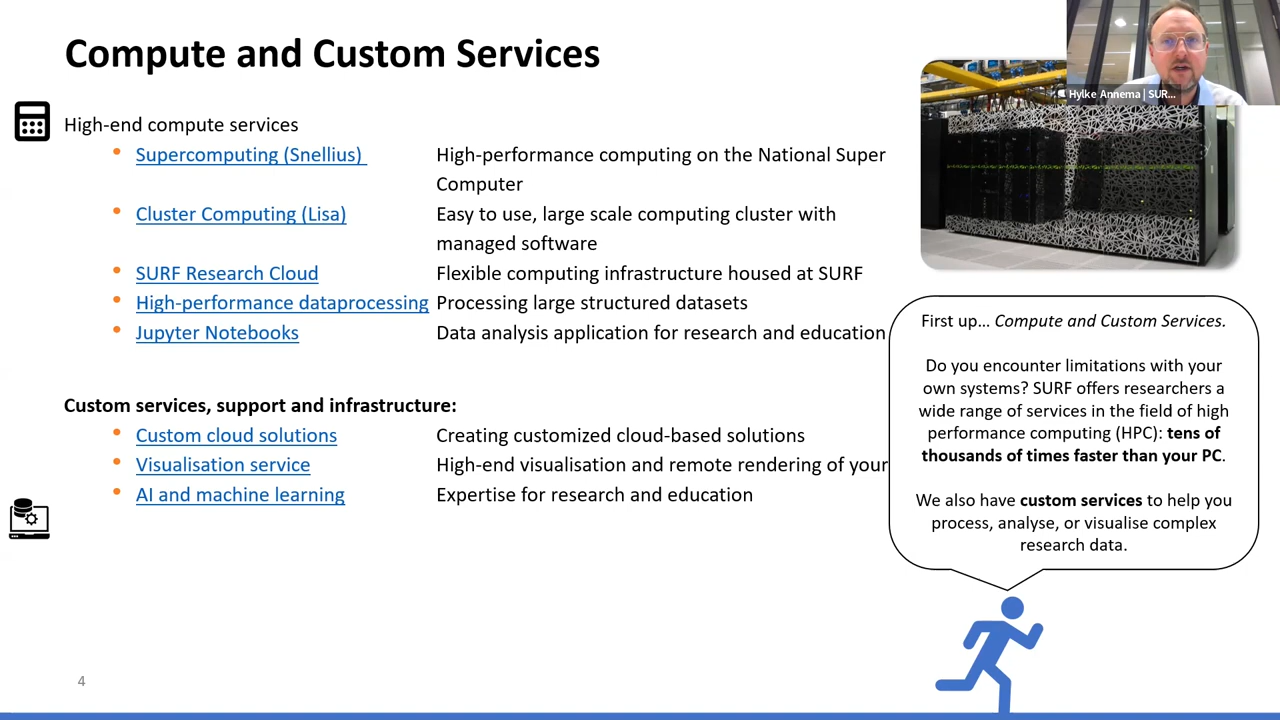 Compute and Custom Services
Hylke Annema | SUR...
High-end compute services
Supercomputing (Snellius) High-performance computing on the National Super
Computer
Cluster Computing (Lisa) Easy to use, large scale computing cluster with
managed software
SURF Research Cloud Flexible computing infrastructure housed at SURF
High-performance dataprocessing Processing large structured datasets
Jupyter Notebooks Data analysis application for research and education
Custom services, support and infrastructure:
Custom cloud solutions Creating customized cloud-based solutions
Visualisation service High-end visualisation and remote rendering of your
AI and machine learning Expertise for research and education
First up... Compute and Custom Services.
Do you encounter limitations with your
own systems? SURF offers researchers a
wide range of services in the field of high
performance computing (HPC): tens of
thousands of times faster than your PC.
We also have custom services to help you
process, analyse, or visualise complex
research data.
4